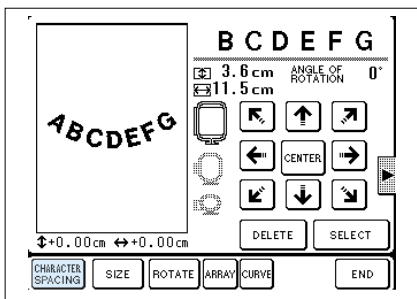 BCDEFG
3.6cm ANGLE OF ROTATION 0°
11.5cm
ABCDEFG
CENTER
DELETE SELECT
+0.00cm +0.00cm
CHARACTER SPACING SIZE ROTATE ARRAY CURVE END